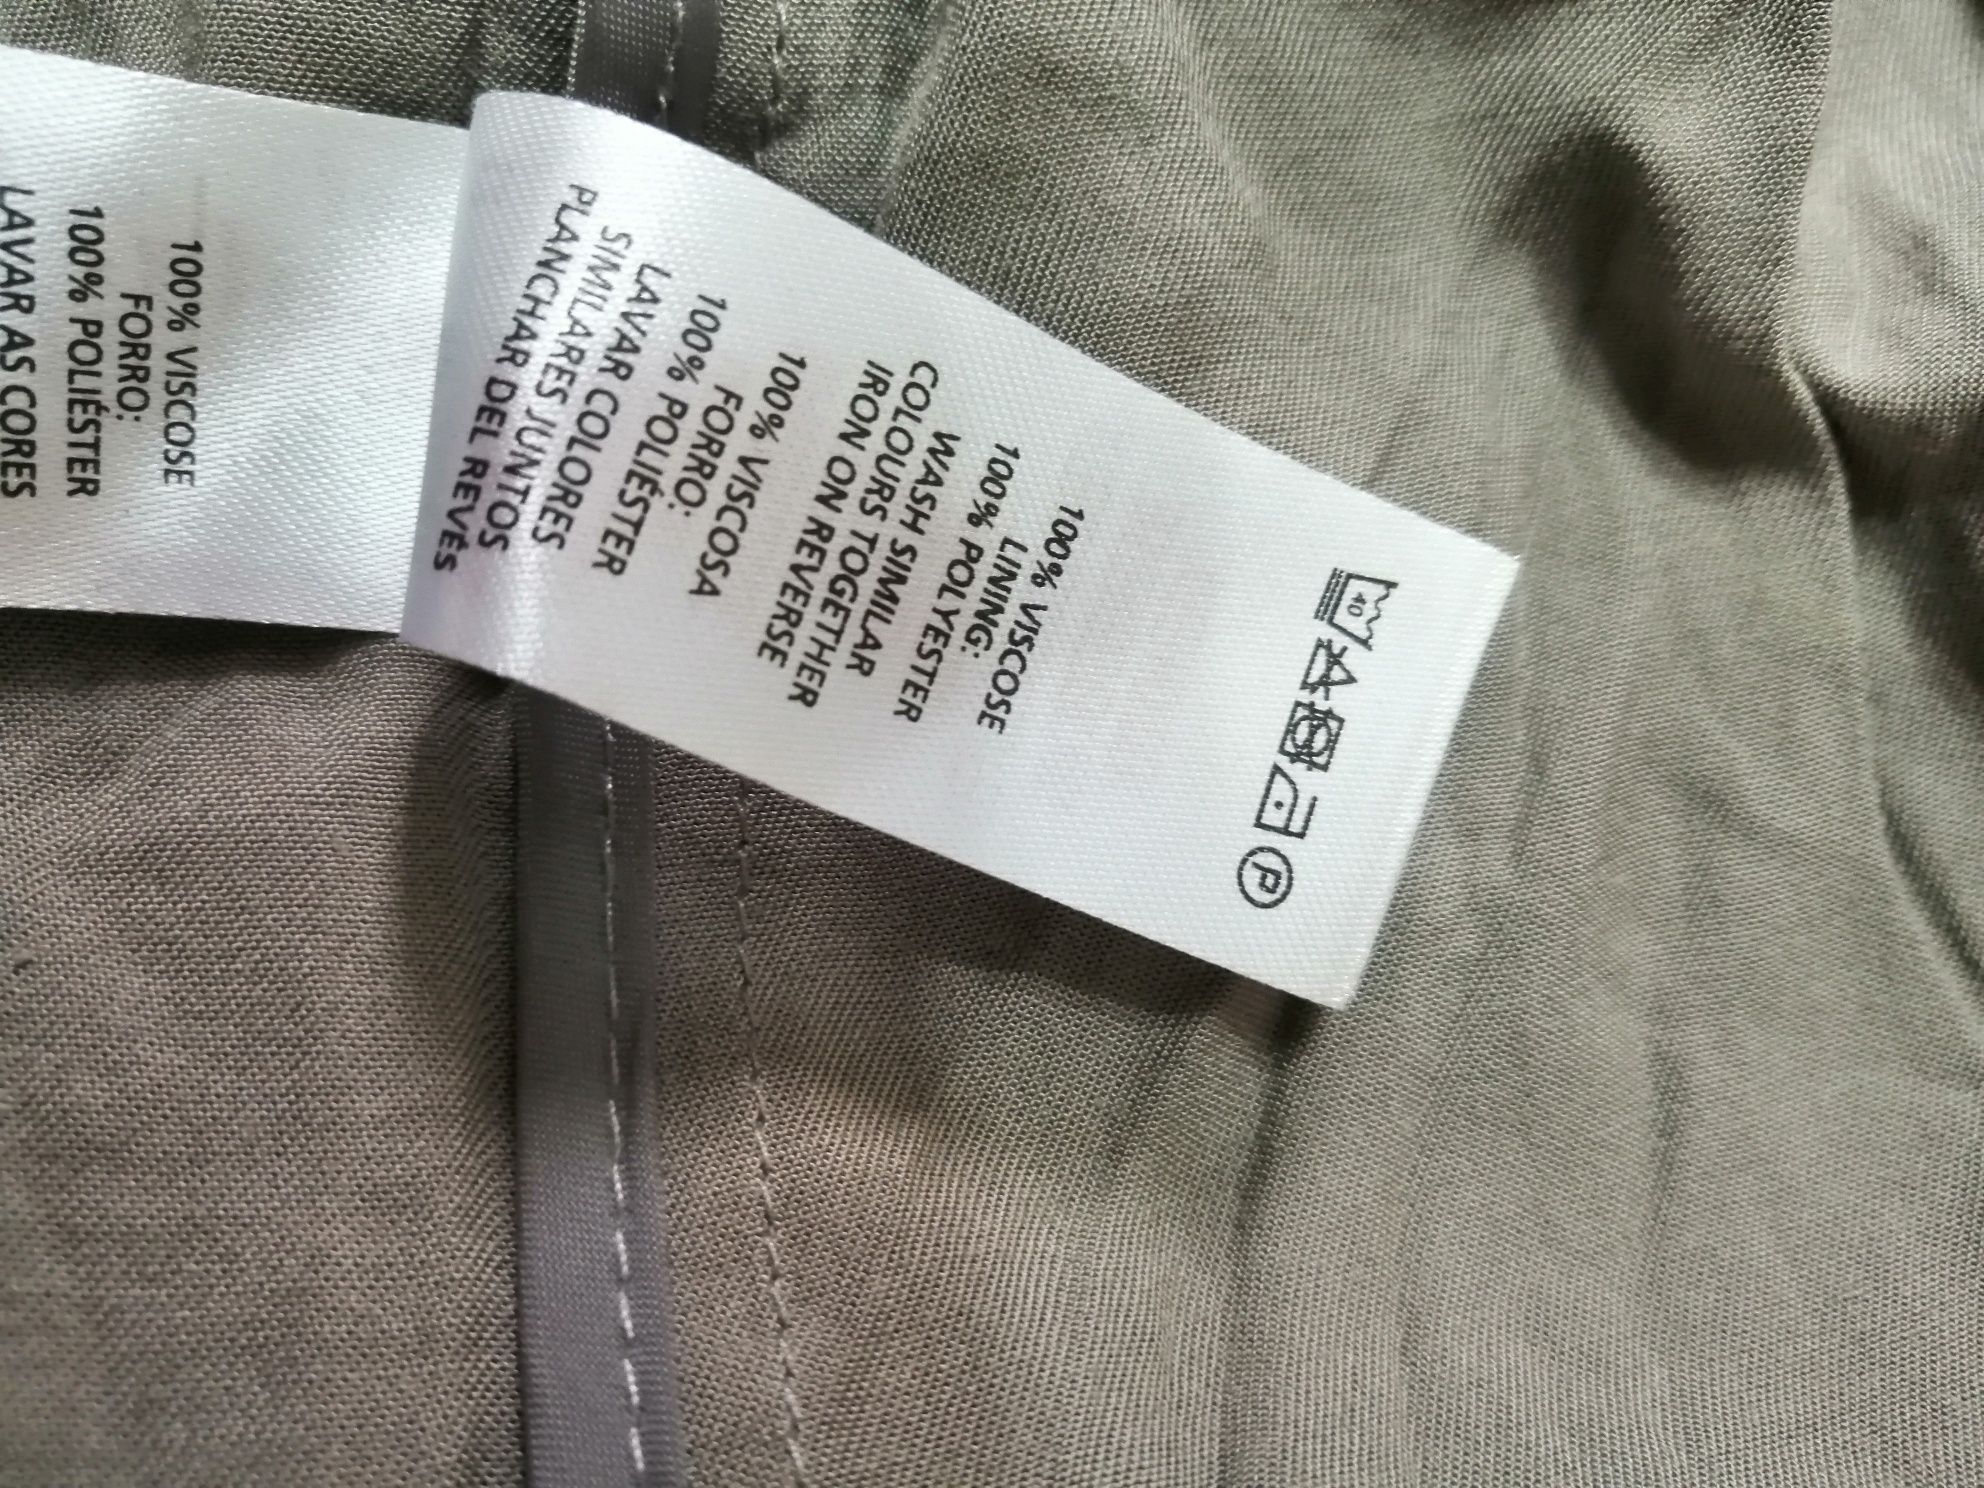 40
P
100% VISCOSE
LINING:
100% POLYESTER
WASH SIMILAR
COLOURS TOGETHER
IRON ON REVERSE
100% VISCOSA
FORRO:
100% POLIÉSTER
LAVAR COLORES
SIMILARES JUNTOS
PLANCHAR DEL REVÉS
100% VISCOSE
FORRO:
100% POLIÉSTER
LAVAR AS CORES